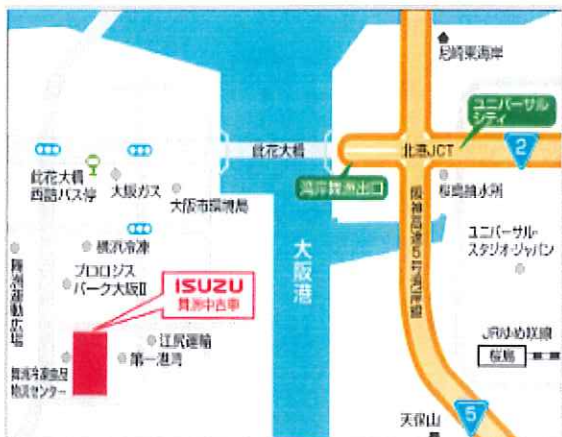 尼崎東海岸
ユニバーサル
シティ
此花大橋
北港JCT
2
此花大橋
西詰バス停
大阪ガス
大阪市環境局
湾岸舞洲出口
桜島抽水所
阪神高速5号湾岸線
大阪港
横浜冷凍
ユニバーサル・
スタジオ・ジャパン
舞洲運動広場
プロロジス
パーク大阪Ⅱ
ISUZU
舞洲中古車
江尻運輸
第一港湾
JRゆめ咲線
桜島
舞洲冷凍食品
物流センター
天保山
5